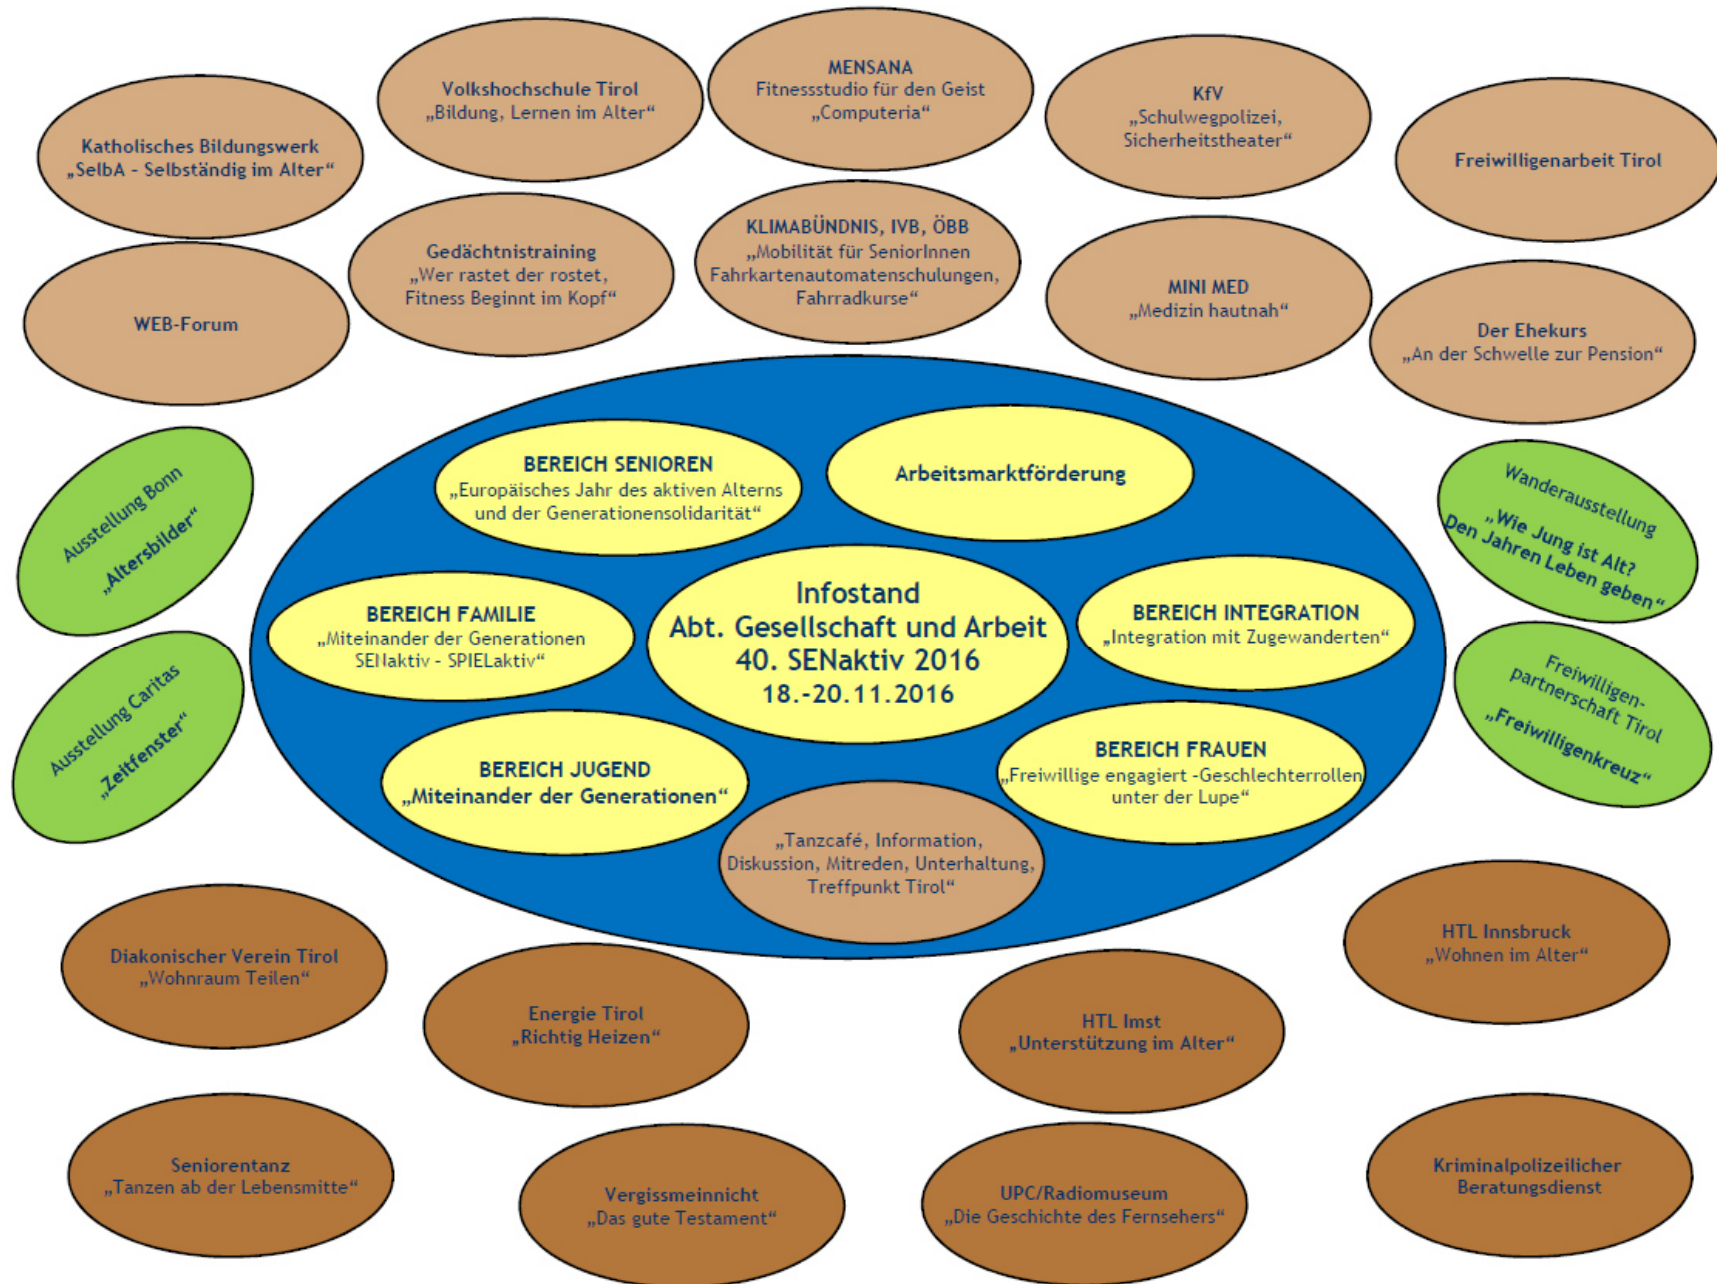 Katholisches Bildungswerk
„SelbA – Selbständig im Alter“
Volkshochschule Tirol
„Bildung, Lernen im Alter“
MENSANA
Fitnessstudio für den Geist
„Computeria“
KfV
„Schulwegpolizei,
Sicherheitstheater“
Freiwilligenarbeit Tirol
WEB-Forum
Gedächtnistraining
„Wer rastet der rostet,
Fitness Beginnt im Kopf“
KLIMABÜNDNIS, IVB, ÖBB
„Mobilität für SeniorInnen
Fahrkartenautomatenschulungen,
Fahrradkurse“
MINI MED
„Medizin hautnah“
Der Ehekurs
„An der Schwelle zur Pension“
Ausstellung Bonn
„Altersbilder“
BEREICH SENIOREN
„Europäisches Jahr des aktiven Alterns
und der Generationensolidarität“
Arbeitsmarktförderung
Wanderausstellung
„Wie Jung ist Alt?
Den Jahren Leben geben“
BEREICH FAMILIE
„Miteinander der Generationen
SENaktiv – SPIELaktiv“
Infostand
Abt. Gesellschaft und Arbeit
40. SENaktiv 2016
18.-20.11.2016
BEREICH INTEGRATION
„Integration mit Zugewanderten“
Ausstellung Caritas
„Zeitfenster“
BEREICH JUGEND
„Miteinander der Generationen“
BEREICH FRAUEN
„Freiwillige engagiert -Geschlechterrollen
unter der Lupe“
Freiwilligen-
partnerschaft Tirol
„Freiwilligenkreuz“
„Tanzcafé, Information,
Diskussion, Mitreden, Unterhaltung,
Treffpunkt Tirol“
Diakonischer Verein Tirol
„Wohnraum Teilen“
Energie Tirol
„Richtig Heizen“
HTL Imst
„Unterstützung im Alter“
HTL Innsbruck
„Wohnen im Alter“
Seniorentanz
„Tanzen ab der Lebensmitte“
Vergissmeinnicht
„Das gute Testament“
UPC/Radiomuseum
„Die Geschichte des Fernsehers“
Kriminalpolizeilicher
Beratungsdienst